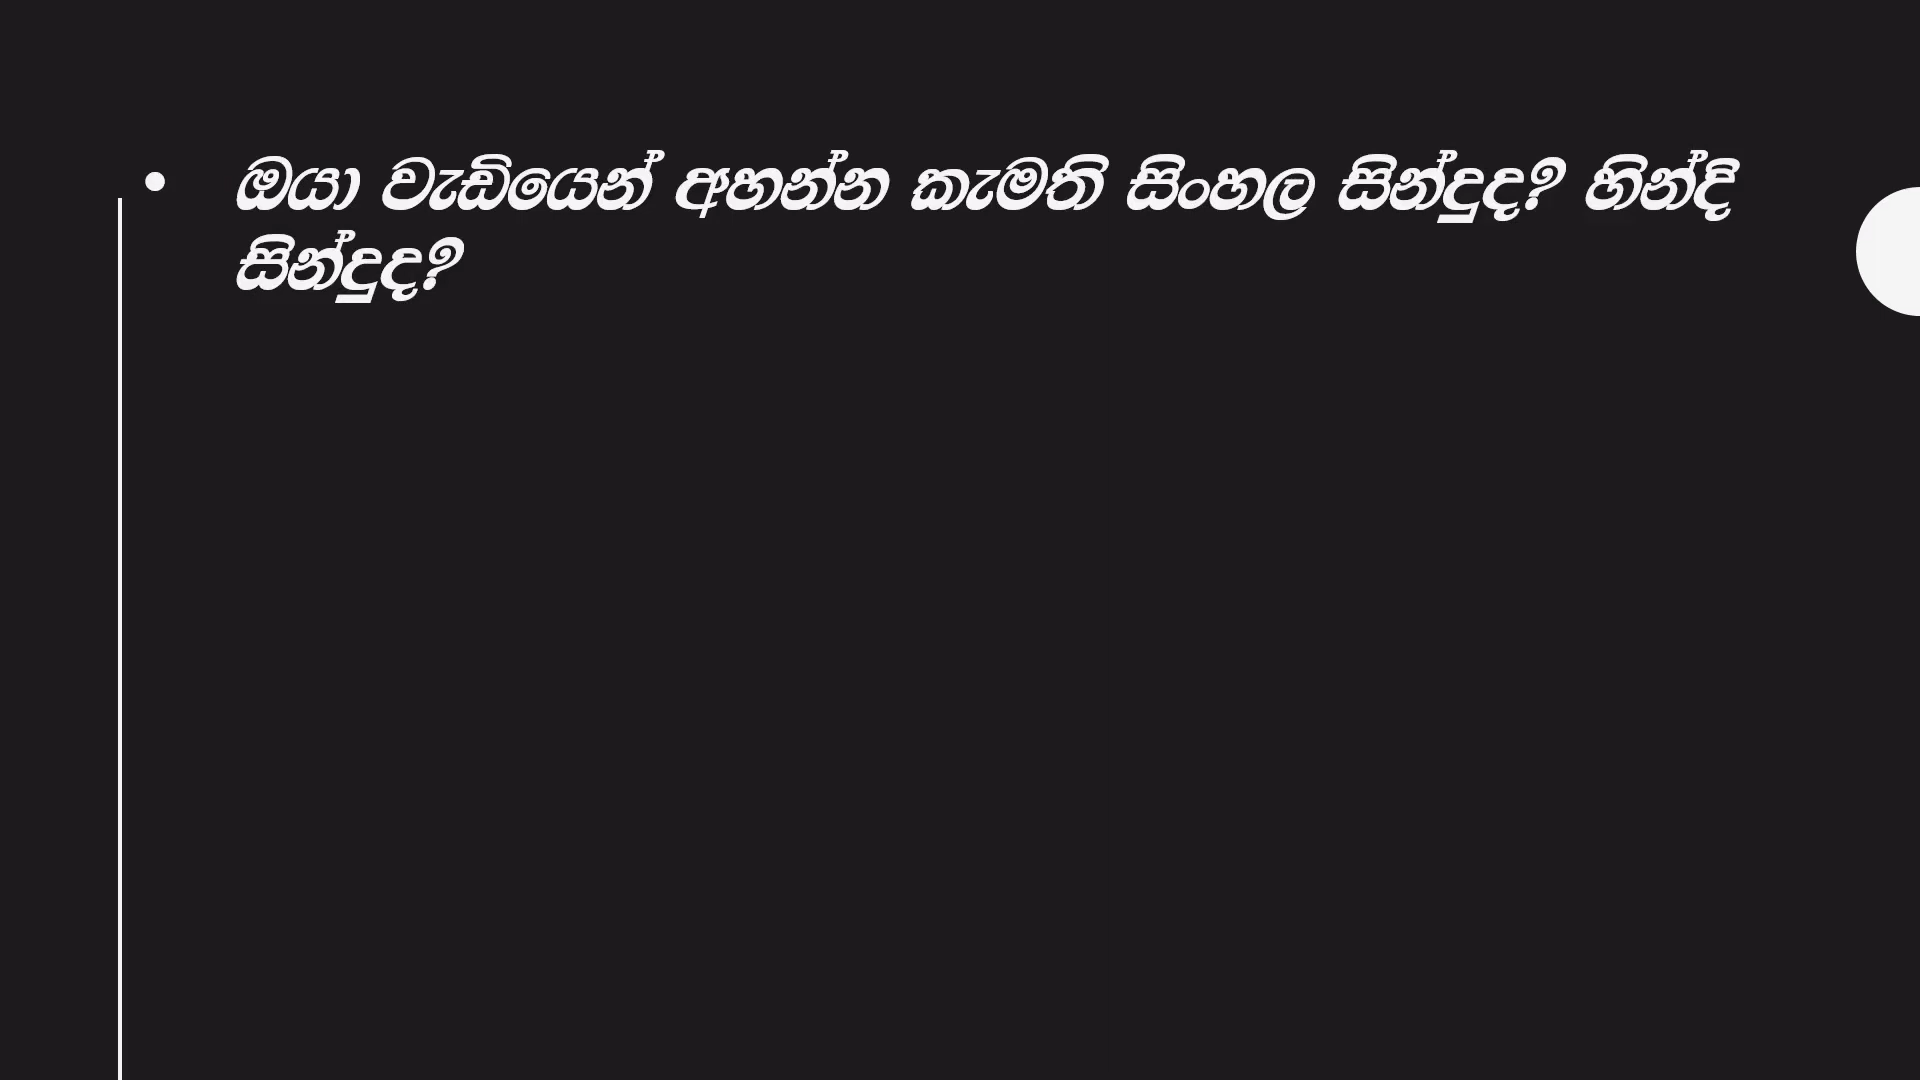 • ඔයා වැඩියෙන් අහන්න කැමති සිංහල සින්දුද? හින්දි
සින්දුද?